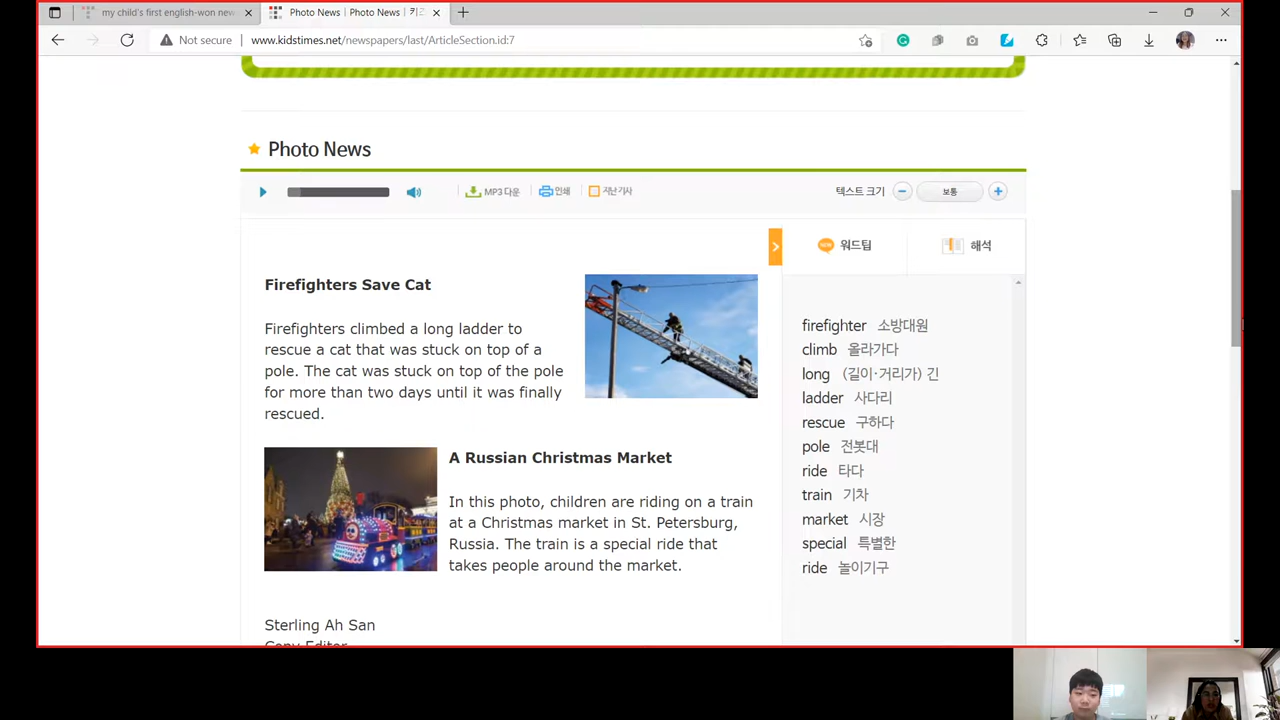 my child's first english-won new
Photo News | Photo News | 키즈
Not secure
www.kidstimes.net/newspapers/last/ArticleSection.id:7
Photo News
MP3 다운
인쇄
지난기사
텍스트 크기
보통
워드팁
해석
Firefighters Save Cat
Firefighters climbed a long ladder to
rescue a cat that was stuck on top of a
pole. The cat was stuck on top of the pole
for more than two days until it was finally
rescued.
A Russian Christmas Market
In this photo, children are riding on a train
at a Christmas market in St. Petersburg,
Russia. The train is a special ride that
takes people around the market.
Sterling Ah San
Copy Editor
firefighter 소방대원
climb 올라가다
long (길이·거리가) 긴
ladder 사다리
rescue 구하다
pole 전봇대
ride 타다
train 기차
market 시장
special 특별한
ride 놀이기구